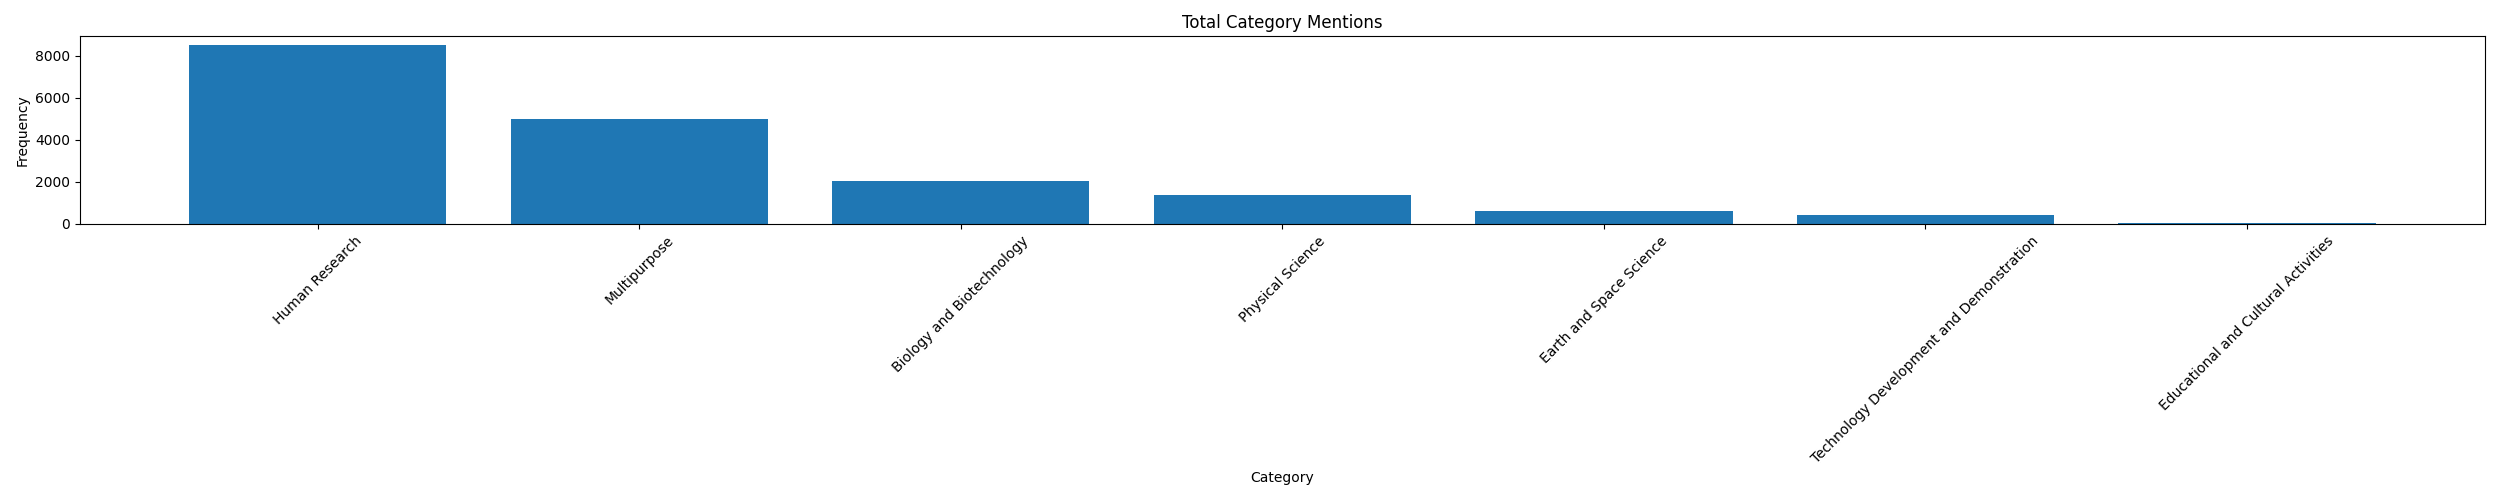 Total Category Mentions
Frequency
8000
6000
4000
2000
0
Human Research
Multipurpose
Biology and Biotechnology
Physical Science
Earth and Space Science
Technology Development and Demonstration
Educational and Cultural Activities
Category